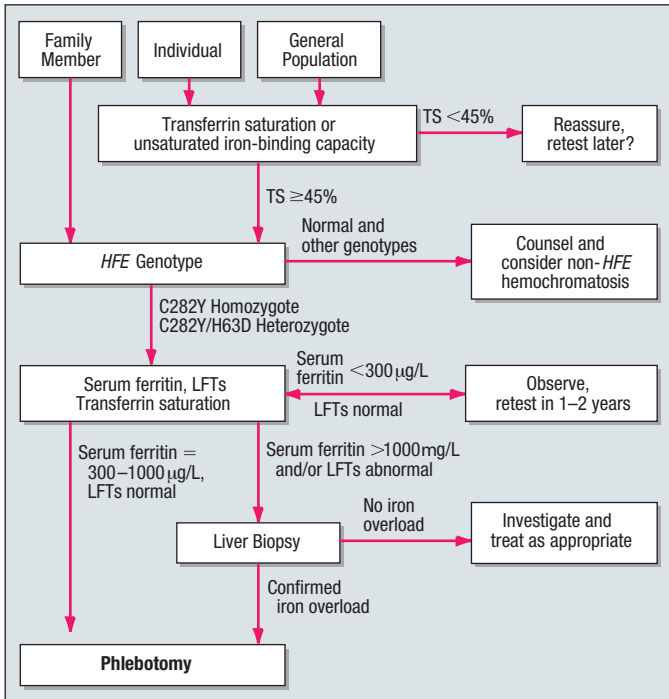 Family
Member
Individual
General
Population
Transferrin saturation or
unsaturated iron-binding capacity
TS <45%
Reassure,
retest later?
TS ≥45%
Normal and
other genotypes
HFE Genotype
Counsel and
consider non-HFE
hemochromatosis
C282Y Homozygote
C282Y/H63D Heterozygote
Serum ferritin, LFTs
Transferrin saturation
Serum
ferritin <300 μg/L
LFTs normal
Observe,
retest in 1–2 years
Serum ferritin =
300–1000 μg/L,
LFTs normal
Serum ferritin >1000 mg/L
and/or LFTs abnormal
Liver Biopsy
No iron
overload
Investigate and
treat as appropriate
Confirmed
iron overload
Phlebotomy